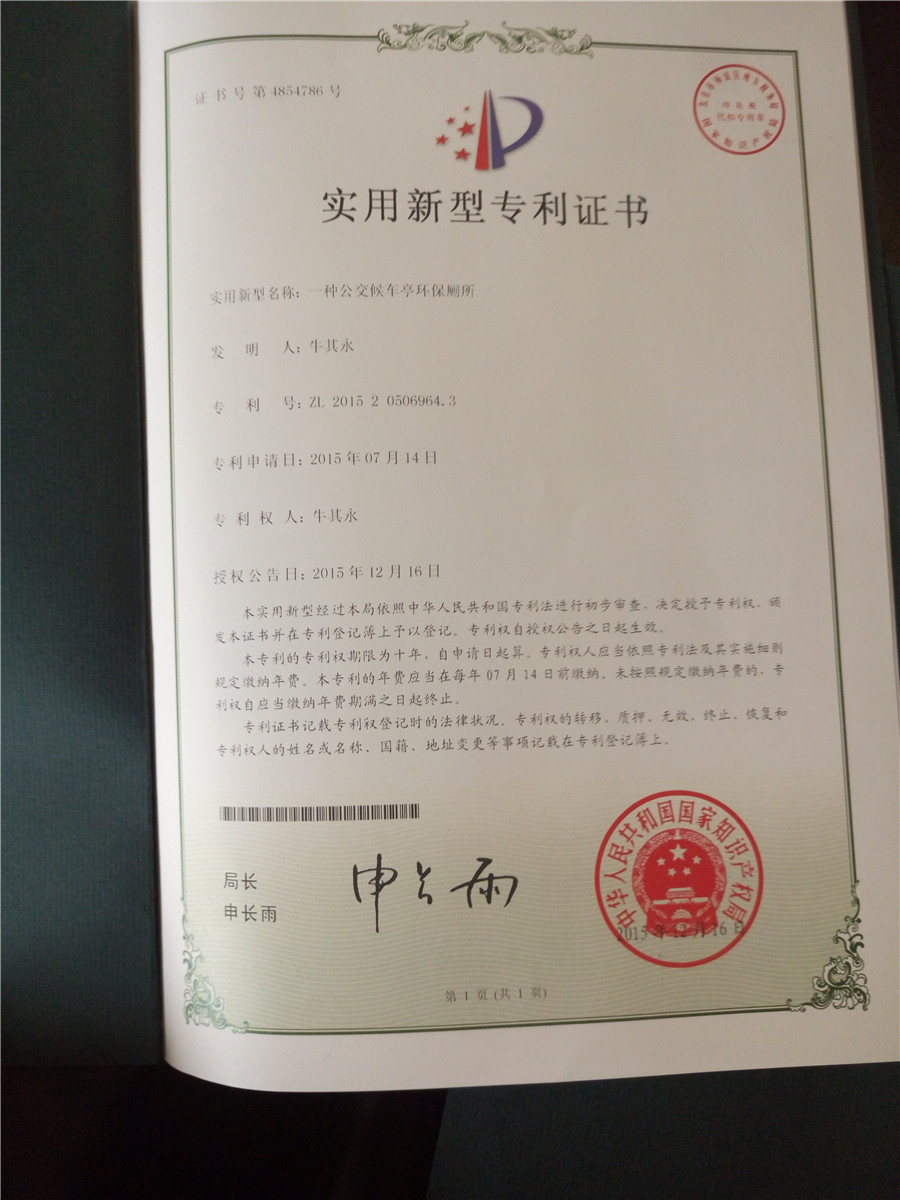 证书号第4854786号
实用新型专利证书
实用新型名称：一种公交候车亭环保厕所
发明人：牛其永
专利号：ZL 2015 2 0506964.3
专利申请日：2015年07月14日
专利权人：牛其永
授权公告日：2015年12月16日
本实用新型经过本局依照中华人民共和国专利法进行初步审查，决定授予专利权，颁
发本证书并在专利登记簿上予以登记。专利权自授权公告之日起生效。
本专利的专利权期限为十年，自申请日起算。专利权人应当依照专利法及其实施细则
规定缴纳年费。本专利的年费应当在每年07月14日前缴纳。未按照规定缴纳年费的，专
利权自应当缴纳年费期满之日起终止。
专利证书记载专利权登记时的法律状况。专利权的转移、质押、无效、终止、恢复和
专利权人的姓名或名称、国籍、地址变更等事项记载在专利登记簿上。
局长
申长雨
申长雨
中华人民共和国国家知识产权局
2015年12月16日
第1页(共1页)